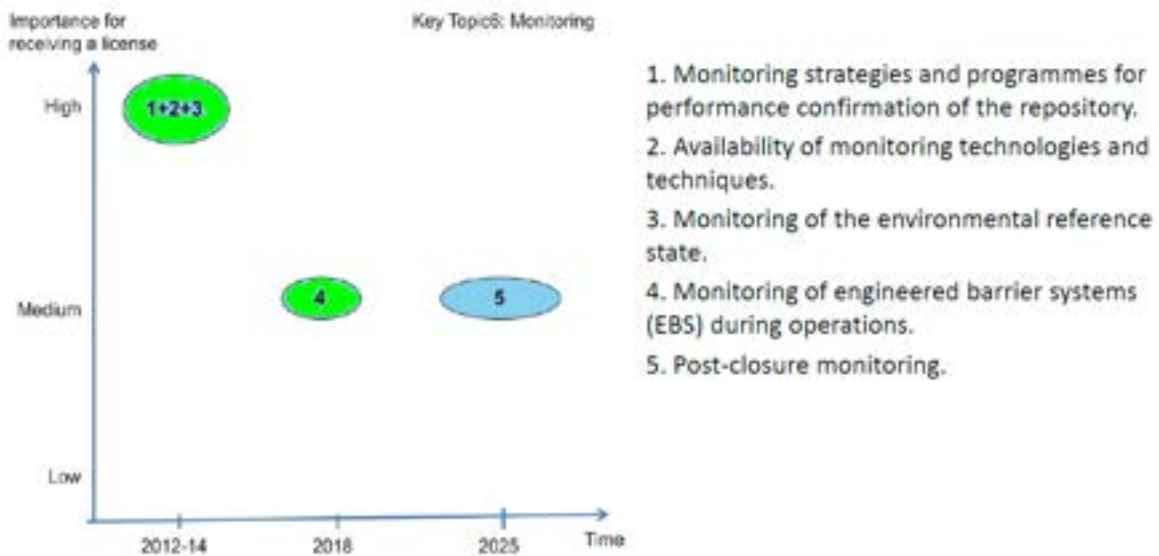 Importance for
receiving a license
Key Topic6: Monitoring
High
1+2+3
Medium
4
5
Low
2012-14
2018
2025
Time
1. Monitoring strategies and programmes for
performance confirmation of the repository.
2. Availability of monitoring technologies and
techniques.
3. Monitoring of the environmental reference
state.
4. Monitoring of engineered barrier systems
(EBS) during operations.
5. Post-closure monitoring.